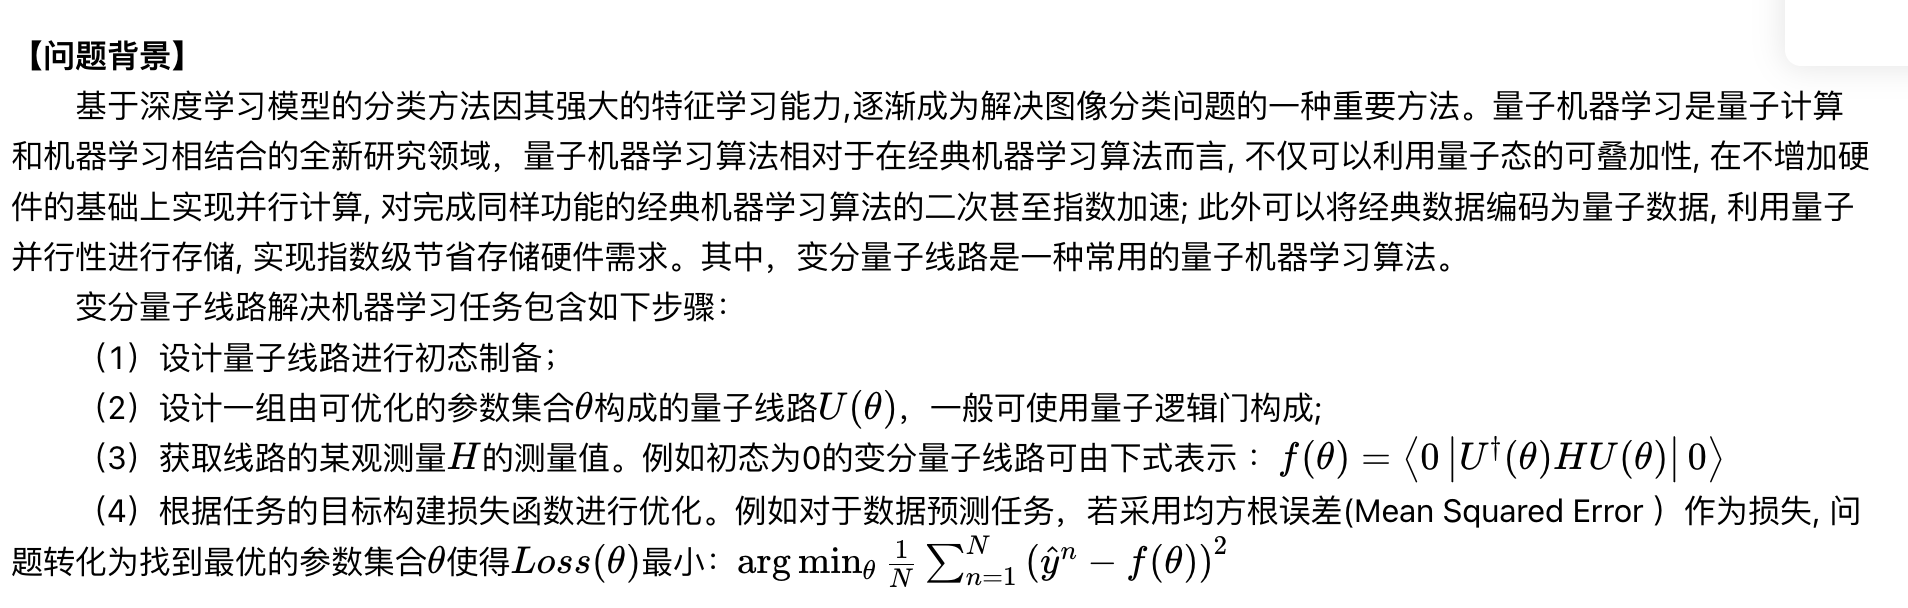 【问题背景】
基于深度学习模型的分类方法因其强大的特征学习能力,逐渐成为解决图像分类问题的一种重要方法。量子机器学习是量子计算
和机器学习相结合的全新研究领域，量子机器学习算法相对于在经典机器学习算法而言, 不仅可以利用量子态的可叠加性, 在不增加硬
件的基础上实现并行计算, 对完成同样功能的经典机器学习算法的二次甚至指数加速; 此外可以将经典数据编码为量子数据, 利用量子
并行性进行存储, 实现指数级节省存储硬件需求。其中，变分量子线路是一种常用的量子机器学习算法。
变分量子线路解决机器学习任务包含如下步骤：
（1）设计量子线路进行初态制备；
（2）设计一组由可优化的参数集合θ构成的量子线路U(θ)，一般可使用量子逻辑门构成;
（3）获取线路的某观测量H的测量值。例如初态为0的变分量子线路可由下式表示 : f(θ) = ⟨0 |U†(θ)HU(θ)| 0⟩
（4）根据任务的目标构建损失函数进行优化。例如对于数据预测任务，若采用均方根误差(Mean Squared Error ）作为损失, 问
题转化为找到最优的参数集合θ使得Loss(θ)最小：arg minθ 1/N ∑ᴺₙ₌₁ (ŷⁿ − f(θ))²